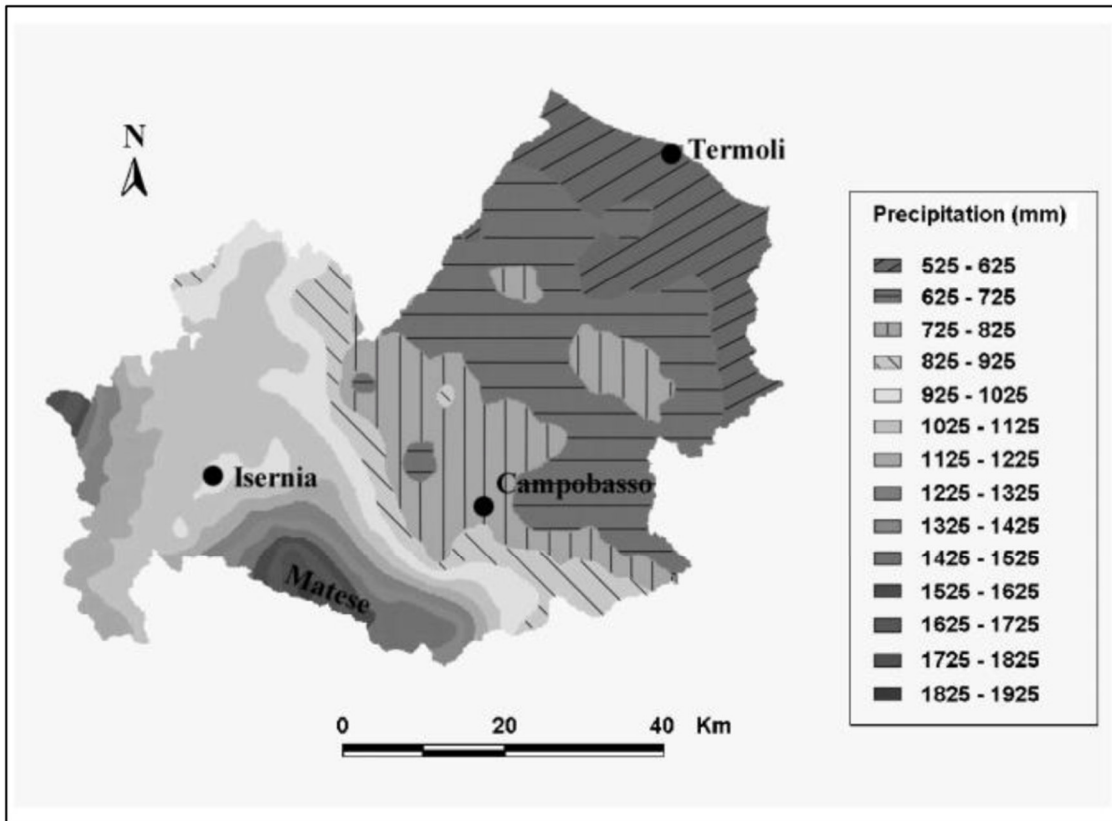 N
Termoli
Isernia
Campobasso
Matese
Precipitation (mm)
525 - 625
625 - 725
725 - 825
825 - 925
925 - 1025
1025 - 1125
1125 - 1225
1225 - 1325
1325 - 1425
1425 - 1525
1525 - 1625
1625 - 1725
1725 - 1825
1825 - 1925
0 20 40 Km